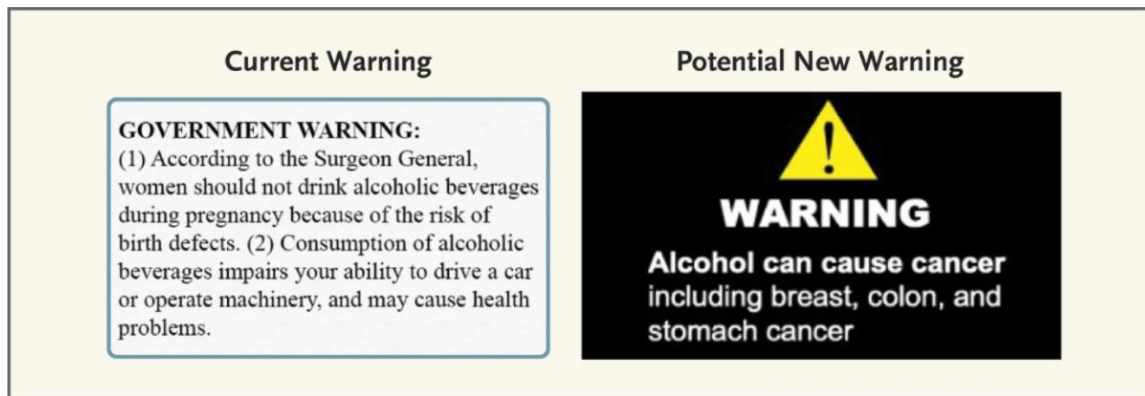 Current Warning
GOVERNMENT WARNING:
(1) According to the Surgeon General,
women should not drink alcoholic beverages
during pregnancy because of the risk of
birth defects. (2) Consumption of alcoholic
beverages impairs your ability to drive a car
or operate machinery, and may cause health
problems.
Potential New Warning
!
WARNING
Alcohol can cause cancer
including breast, colon, and
stomach cancer